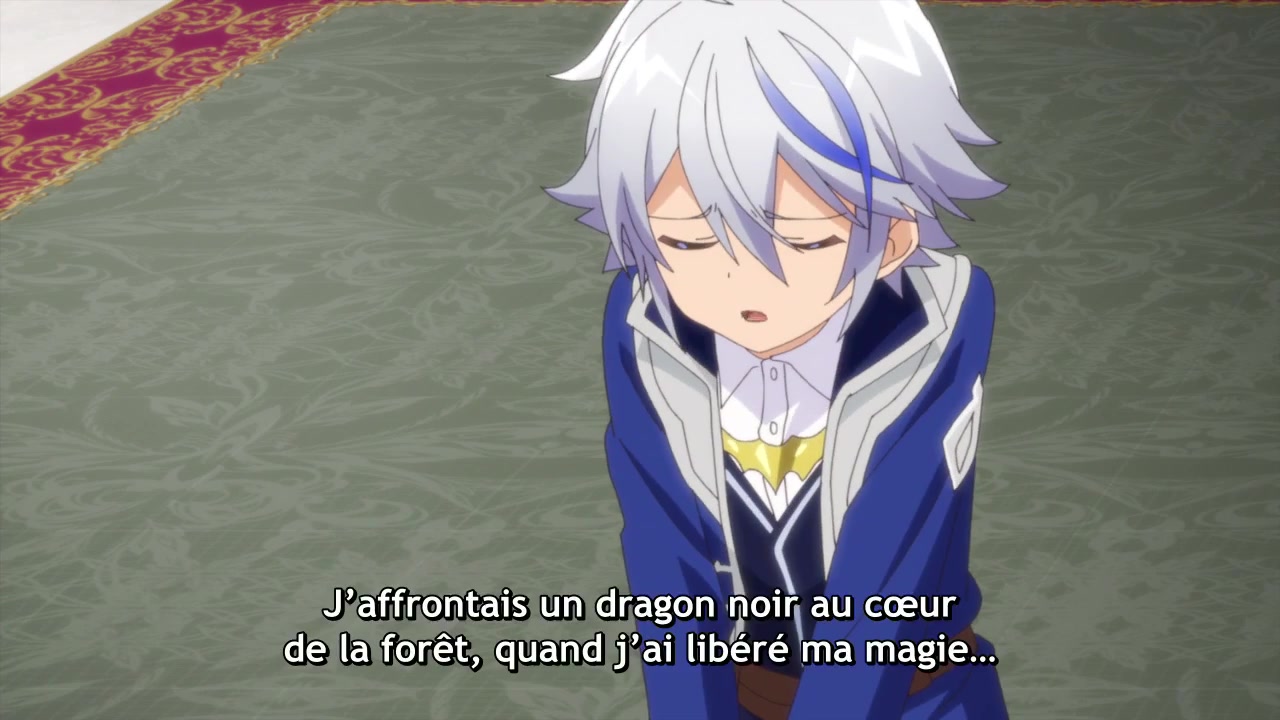 J’affrontais un dragon noir au cœur
de la forêt, quand j’ai libéré ma magie…